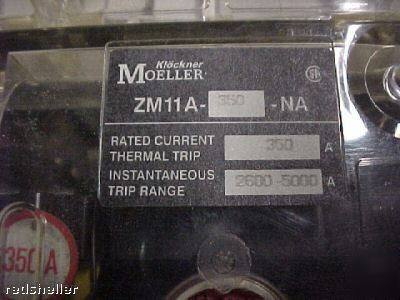 Klöckner
MOELLER
ZM11A-350-NA
RATED CURRENT
THERMAL TRIP 350 A
INSTANTANEOUS
TRIP RANGE 2600-5000 A
350 A
redsheller